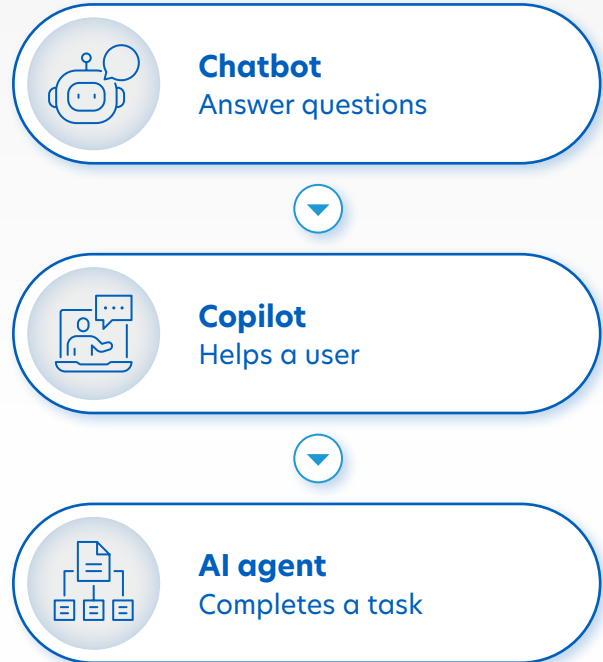 Chatbot
Answer questions
Copilot
Helps a user
AI agent
Completes a task